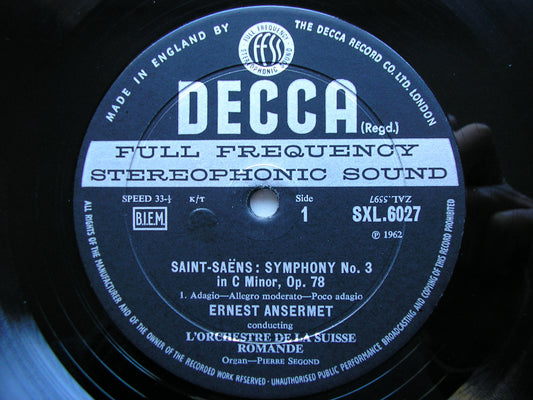 MADE IN ENGLAND BY
THE DECCA RECORD CO. LTD. LONDON
FULL FREQUENCY
ffss
STEREOPHONIC SOUND
DECCA
(Regd.)
FULL FREQUENCY
STEREOPHONIC SOUND
SPEED 33-⅓
K/T
Side
1
B.I.E.M.
ZAL.5597
SXL.6027
℗ 1962
SAINT-SAËNS: SYMPHONY No. 3
in C Minor, Op. 78
1. Adagio—Allegro moderato—Poco adagio
ERNEST ANSERMET
conducting
L'ORCHESTRE DE LA SUISSE
ROMANDE
Organ—PIERRE SEGOND
ALL RIGHTS OF THE MANUFACTURER AND OF THE OWNER OF THE RECORDED WORK RESERVED · UNAUTHORISED PUBLIC PERFORMANCE BROADCASTING AND COPYING OF THIS RECORD PROHIBITED